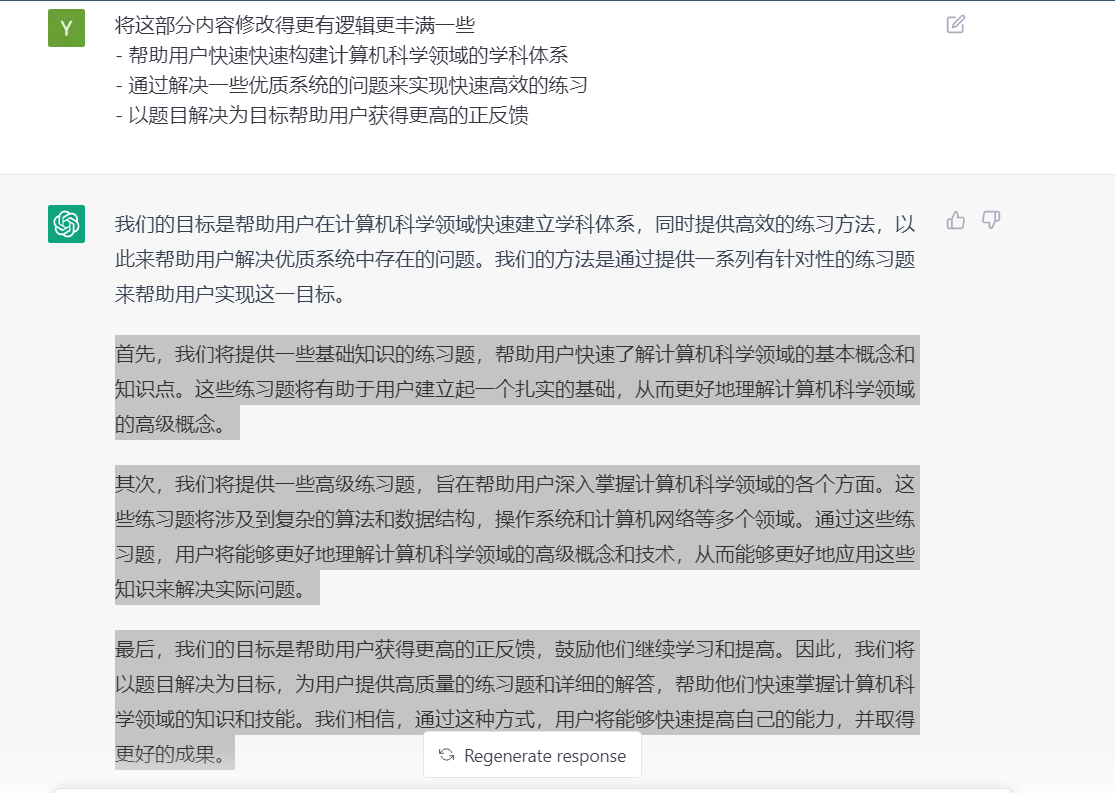 Y
将这部分内容修改得更有逻辑更丰满一些
- 帮助用户快速快速构建计算机科学领域的学科体系
- 通过解决一些优质系统的问题来实现快速高效的练习
- 以题目解决为目标帮助用户获得更高的正反馈
我们的目标是帮助用户在计算机科学领域快速建立学科体系，同时提供高效的练习方法，以
此来帮助用户解决优质系统中存在的问题。我们的方法是通过提供一系列有针对性的练习题
来帮助用户实现这一目标。
首先，我们将提供一些基础知识的练习题，帮助用户快速了解计算机科学领域的基本概念和
知识点。这些练习题将有助于用户建立起一个扎实的基础，从而更好地理解计算机科学领域
的高级概念。
其次，我们将提供一些高级练习题，旨在帮助用户深入掌握计算机科学领域的各个方面。这
些练习题将涉及到复杂的算法和数据结构，操作系统和计算机网络等多个领域。通过这些练
习题，用户将能够更好地理解计算机科学领域的高级概念和技术，从而能够更好地应用这些
知识来解决实际问题。
最后，我们的目标是帮助用户获得更高的正反馈，鼓励他们继续学习和提高。因此，我们将
以题目解决为目标，为用户提供高质量的练习题和详细的解答，帮助他们快速掌握计算机科
学领域的知识和技能。我们相信，通过这种方式，用户将能够快速提高自己的能力，并取得
更好的成果。
Regenerate response